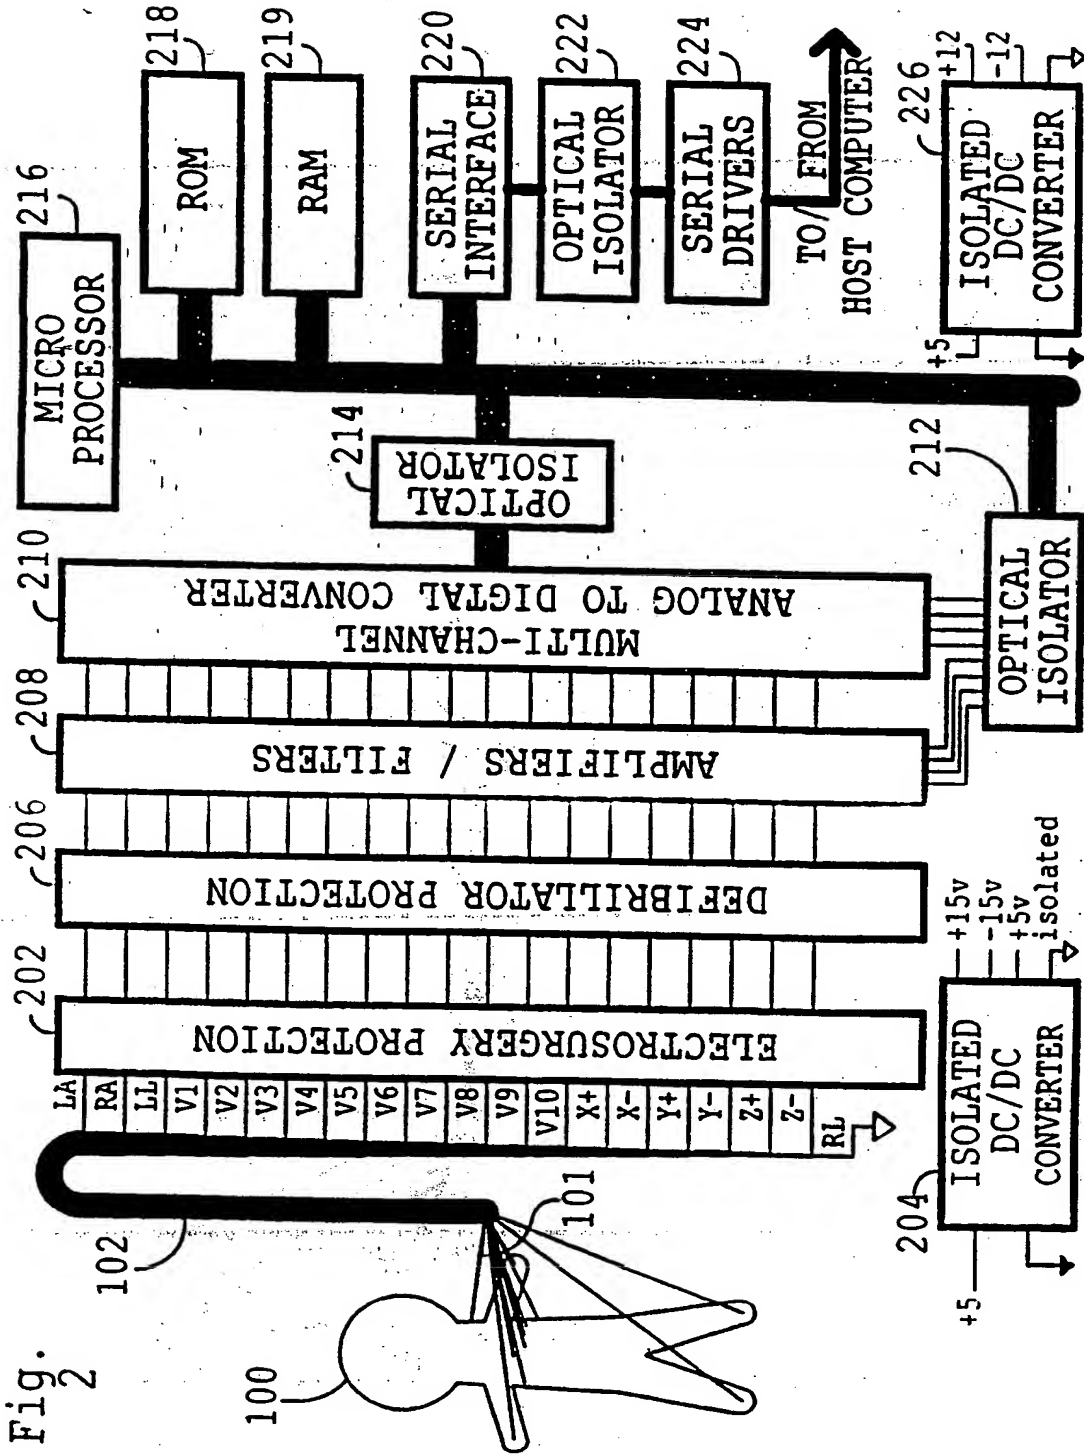 Fig.
2
100
101
102
LA
RA
LL
V1
V2
V3
V4
V5
V6
V7
V8
V9
V10
X+
X-
Y+
Y-
Z+
Z-
RL
202
ELECTROSURGERY PROTECTION
206
DEFIBRILLATOR PROTECTION
208
AMPLIFIERS / FILTERS
210
MULTI-CHANNEL
ANALOG TO DIGTAL CONVERTER
214
OPTICAL
ISOLATOR
212
OPTICAL
ISOLATOR
216
MICRO
PROCESSOR
218
ROM
219
RAM
220
SERIAL
INTERFACE
222
OPTICAL
ISOLATOR
224
SERIAL
DRIVERS
TO/ FROM
HOST COMPUTER
204
+5
ISOLATED
DC/DC
CONVERTER
+15v
-15v
+5v
isolated
226
+5
ISOLATED
DC/DC
CONVERTER
+12
-12